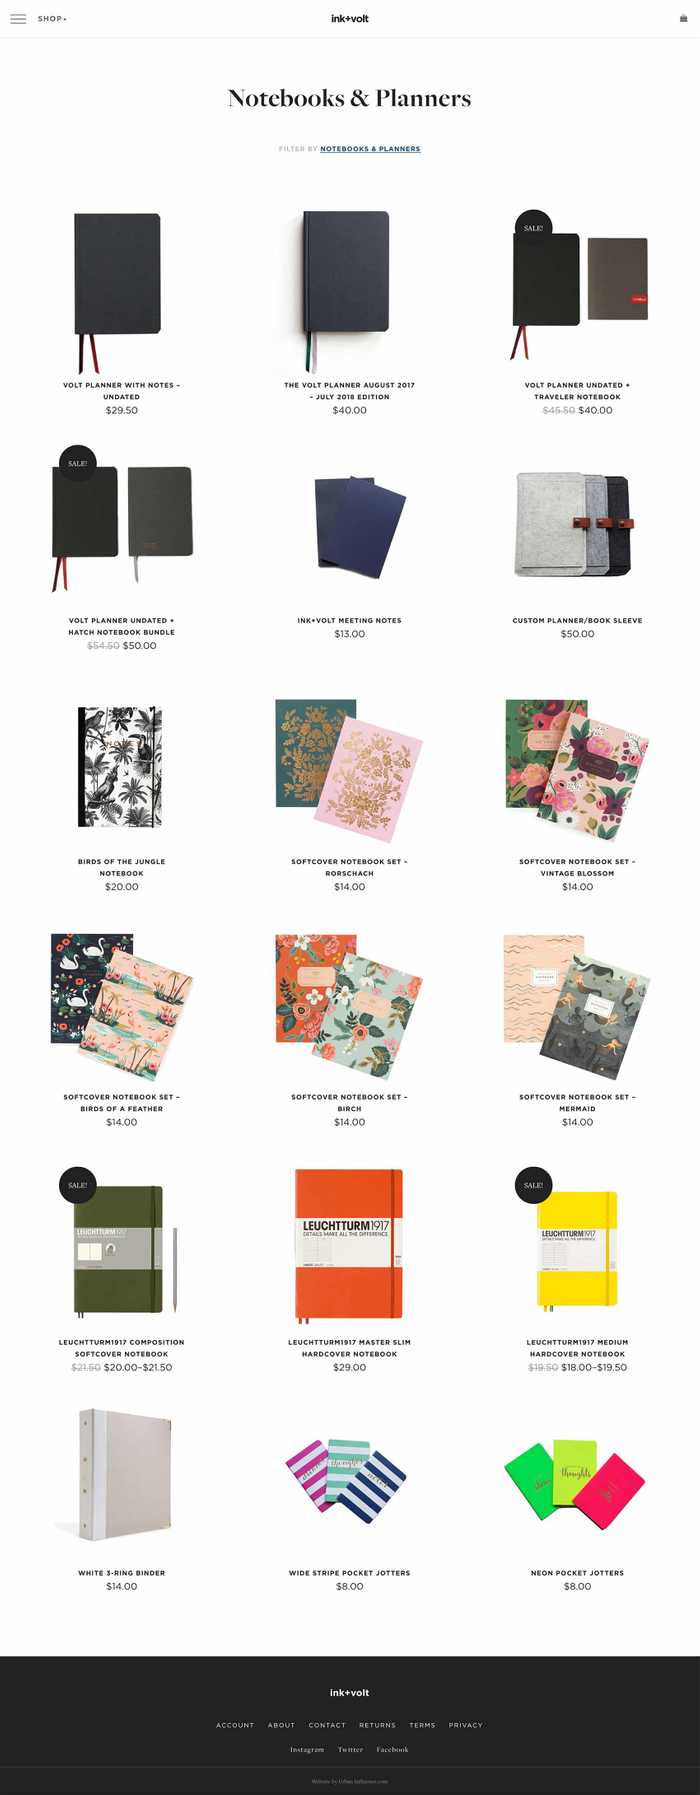 SHOP
ink+volt
Notebooks & Planners
FILTER BY NOTEBOOKS & PLANNERS
SALE!
VOLT PLANNER WITH NOTES –
UNDATED
$29.50
THE VOLT PLANNER AUGUST 2017
– JULY 2018 EDITION
$40.00
VOLT PLANNER UNDATED +
TRAVELER NOTEBOOK
$45.50 $40.00
SALE!
VOLT PLANNER UNDATED +
HATCH NOTEBOOK BUNDLE
$54.50 $50.00
INK+VOLT MEETING NOTES
$13.00
CUSTOM PLANNER/BOOK SLEEVE
$50.00
BIRDS OF THE JUNGLE
NOTEBOOK
$20.00
SOFTCOVER NOTEBOOK SET –
RORSCHACH
$14.00
SOFTCOVER NOTEBOOK SET –
VINTAGE BLOSSOM
$14.00
SOFTCOVER NOTEBOOK SET –
BIRDS OF A FEATHER
$14.00
SOFTCOVER NOTEBOOK SET –
BIRCH
$14.00
SOFTCOVER NOTEBOOK SET –
MERMAID
$14.00
SALE!
LEUCHTTURM1917
LEUCHTTURM1917 COMPOSITION
SOFTCOVER NOTEBOOK
$21.50 $20.00–$21.50
LEUCHTTURM1917
DETAILS MAKE ALL THE DIFFERENCE
LEUCHTTURM1917 MASTER SLIM
HARDCOVER NOTEBOOK
$29.00
SALE!
LEUCHTTURM1917
DETAILS MAKE ALL THE DIFFERENCE
LEUCHTTURM1917 MEDIUM
HARDCOVER NOTEBOOK
$19.50 $18.00–$19.50
WHITE 3-RING BINDER
$14.00
thoughts
WIDE STRIPE POCKET JOTTERS
$8.00
thoughts
NEON POCKET JOTTERS
$8.00
ink+volt
ACCOUNT ABOUT CONTACT RETURNS TERMS PRIVACY
Instagram Twitter Facebook
Website by Urban Influence.com